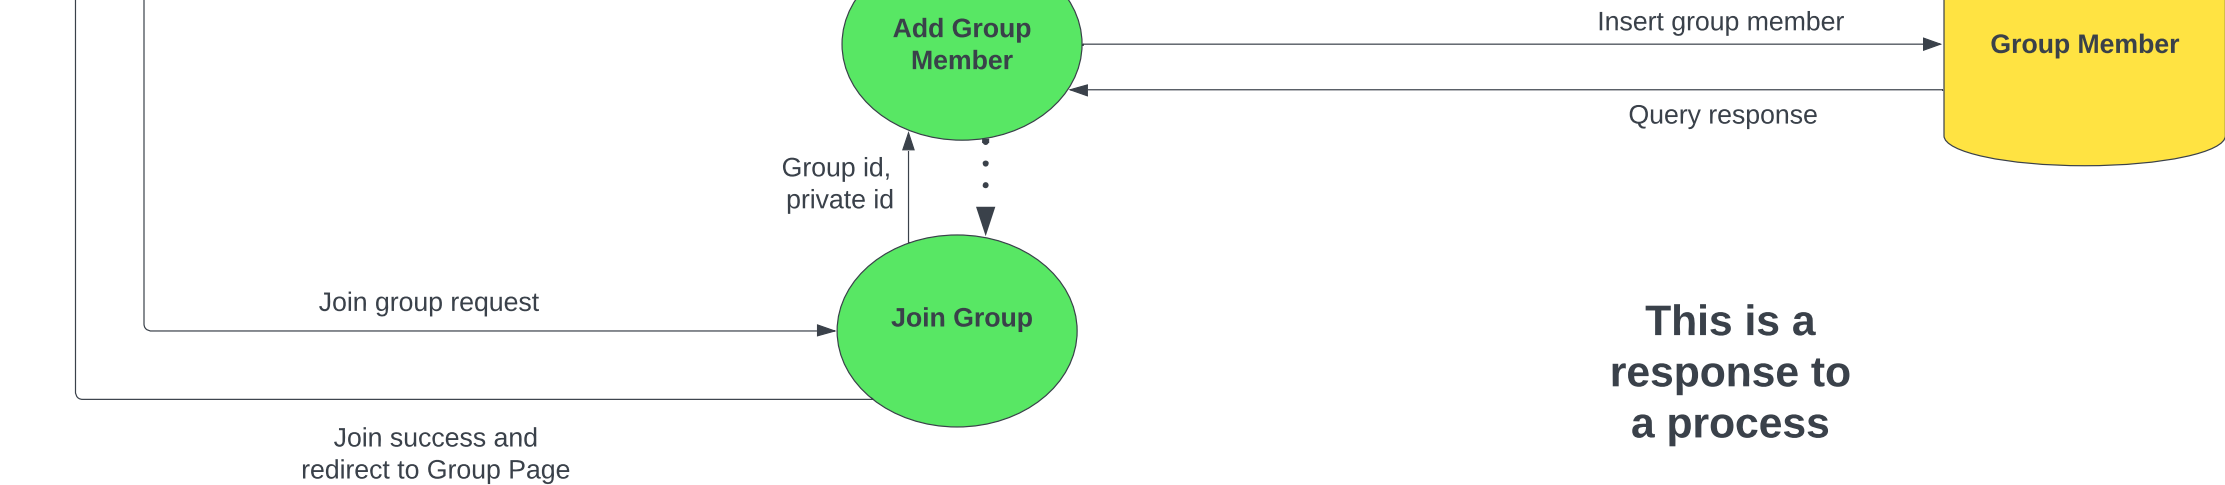 Add Group
Member
Insert group member
Group Member
Query response
Group id,
private id
Join group request
Join Group
This is a
response to
a process
Join success and
redirect to Group Page